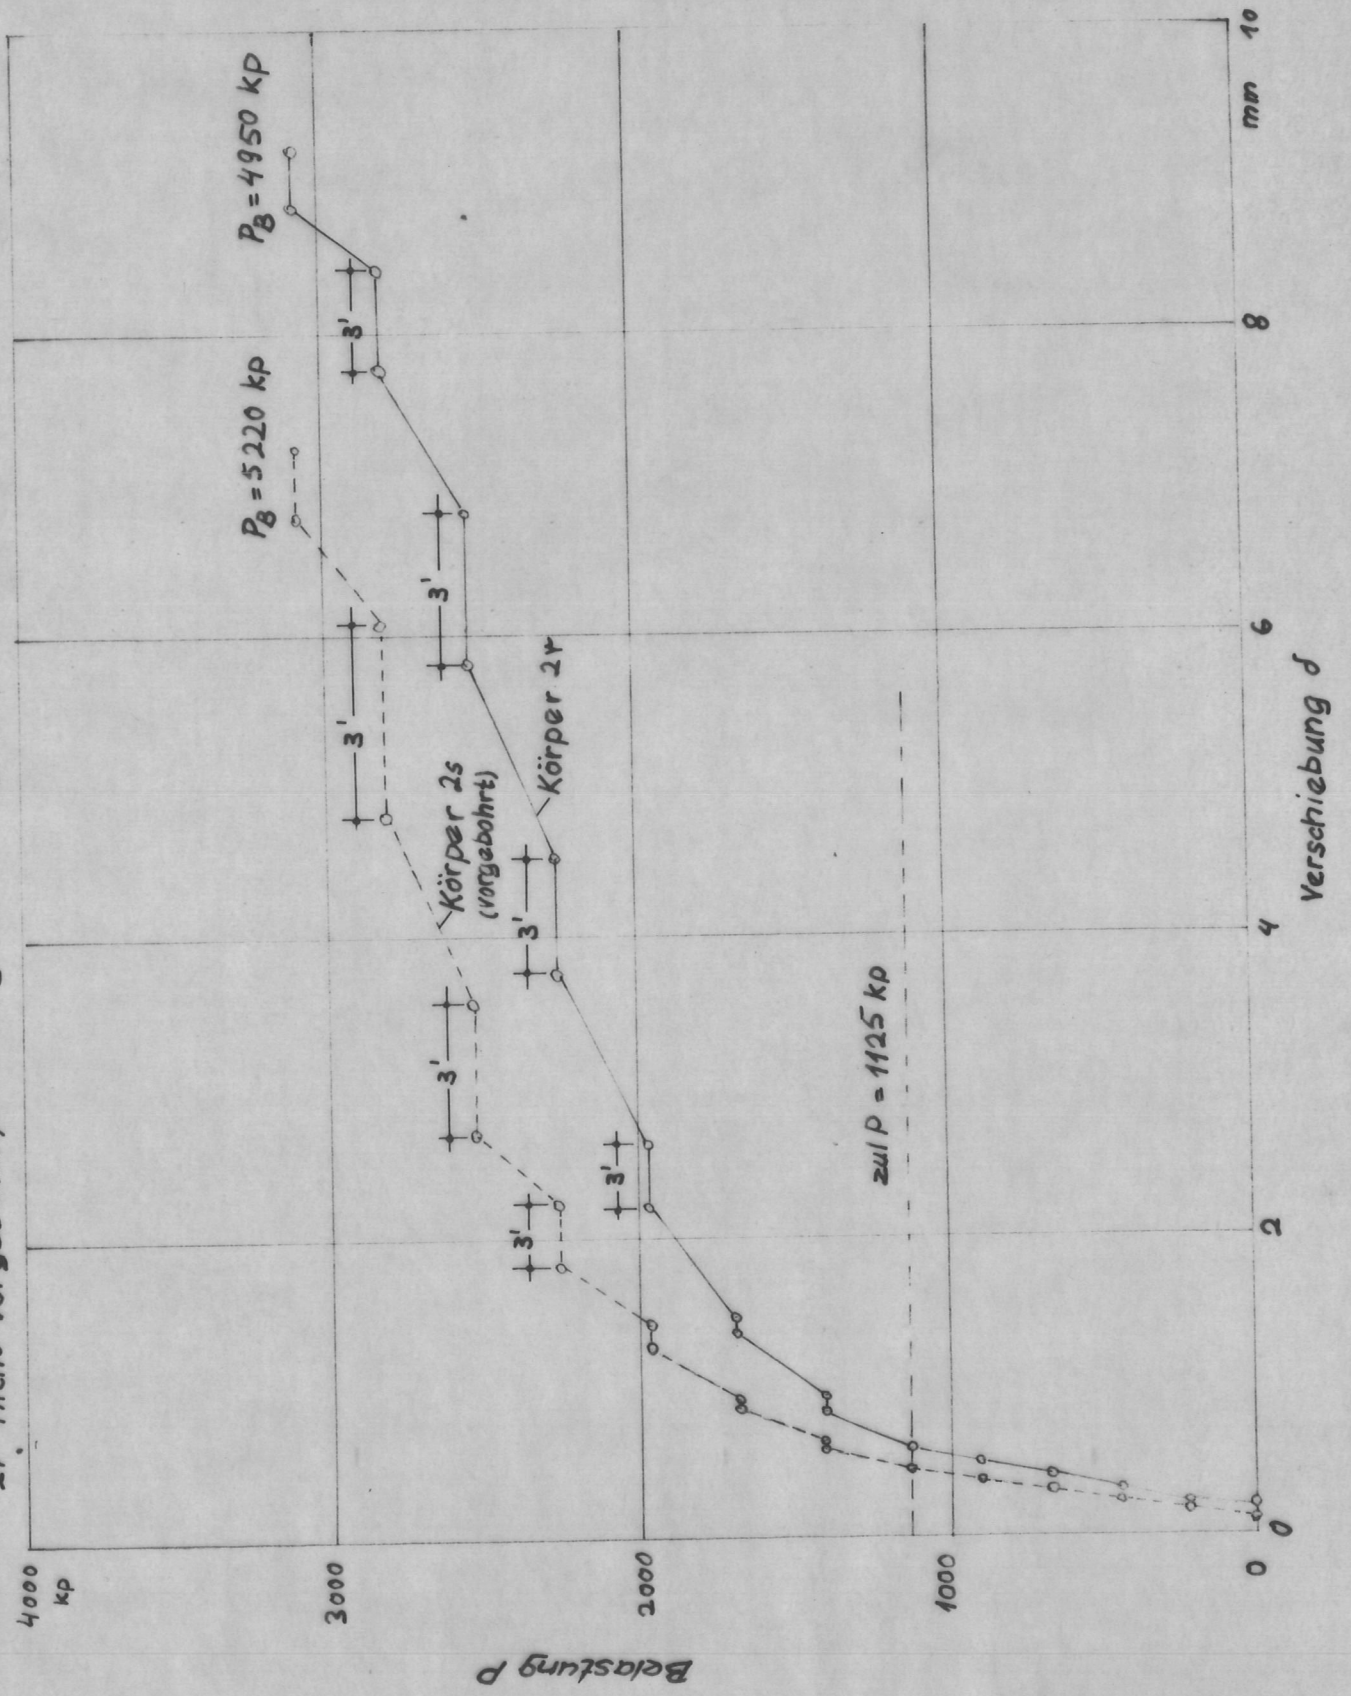 4000
kp
3000
2000
1000
0
Belastung P
0
2
4
6
8
mm 10
Verschiebung δ
P_B = 5220 kp
P_B = 4950 kp
3'
3'
3'
3'
3'
3'
3'
Körper 2s
(vorgebohrt)
Körper 2r
zul P = 1125 kp